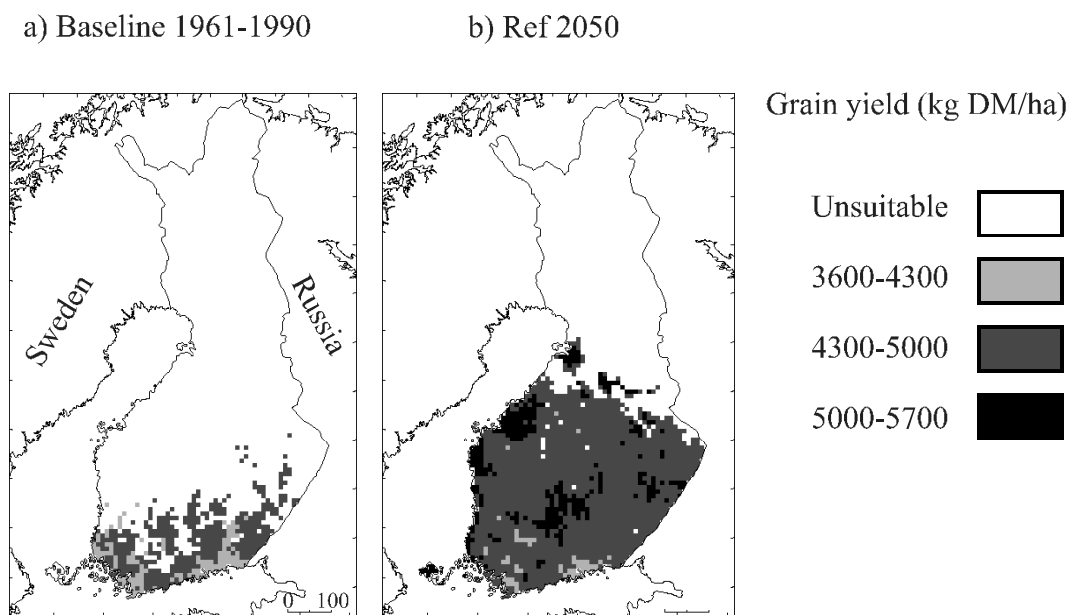 a) Baseline 1961-1990
b) Ref 2050
Grain yield (kg DM/ha)
Unsuitable
3600-4300
4300-5000
5000-5700
Sweden
Russia
0 100